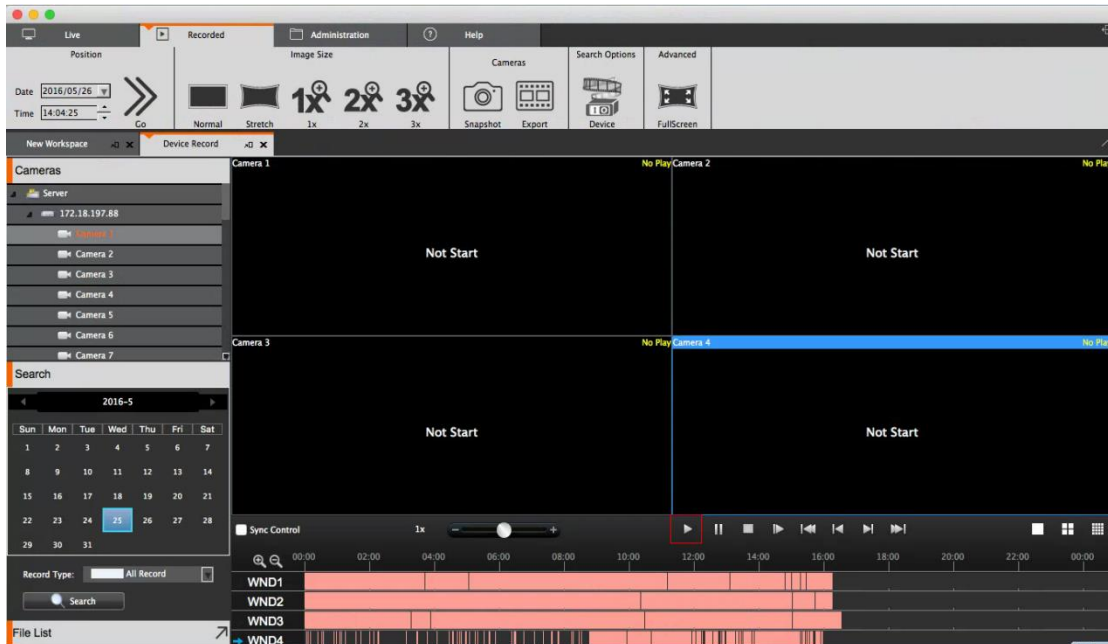 Live Recorded Administration Help
Position Image Size Cameras Search Options Advanced
Date 2016/05/26
Time 14:04:25
Go Normal Stretch 1x 1x 2x 2x 3x 3x Snapshot Export Device FullScreen
New Workspace Device Record
Cameras
Server
172.18.197.88
Camera 1
Camera 2
Camera 3
Camera 4
Camera 5
Camera 6
Camera 7
Camera 1 No Play Camera 2
Not Start Not Start
Camera 3 No Play Camera 4
Not Start Not Start
Search
2016-5
Sun Mon Tue Wed Thu Fri Sat
1 2 3 4 5 6 7
8 9 10 11 12 13 14
15 16 17 18 19 20 21
22 23 24 25 26 27 28
29 30 31
Record Type: All Record
Search
File List
Sync Control 1x
00:00 02:00 04:00 06:00 08:00 10:00 12:00 14:00 16:00 18:00 20:00 22:00 00:00
WND1
WND2
WND3
WND4